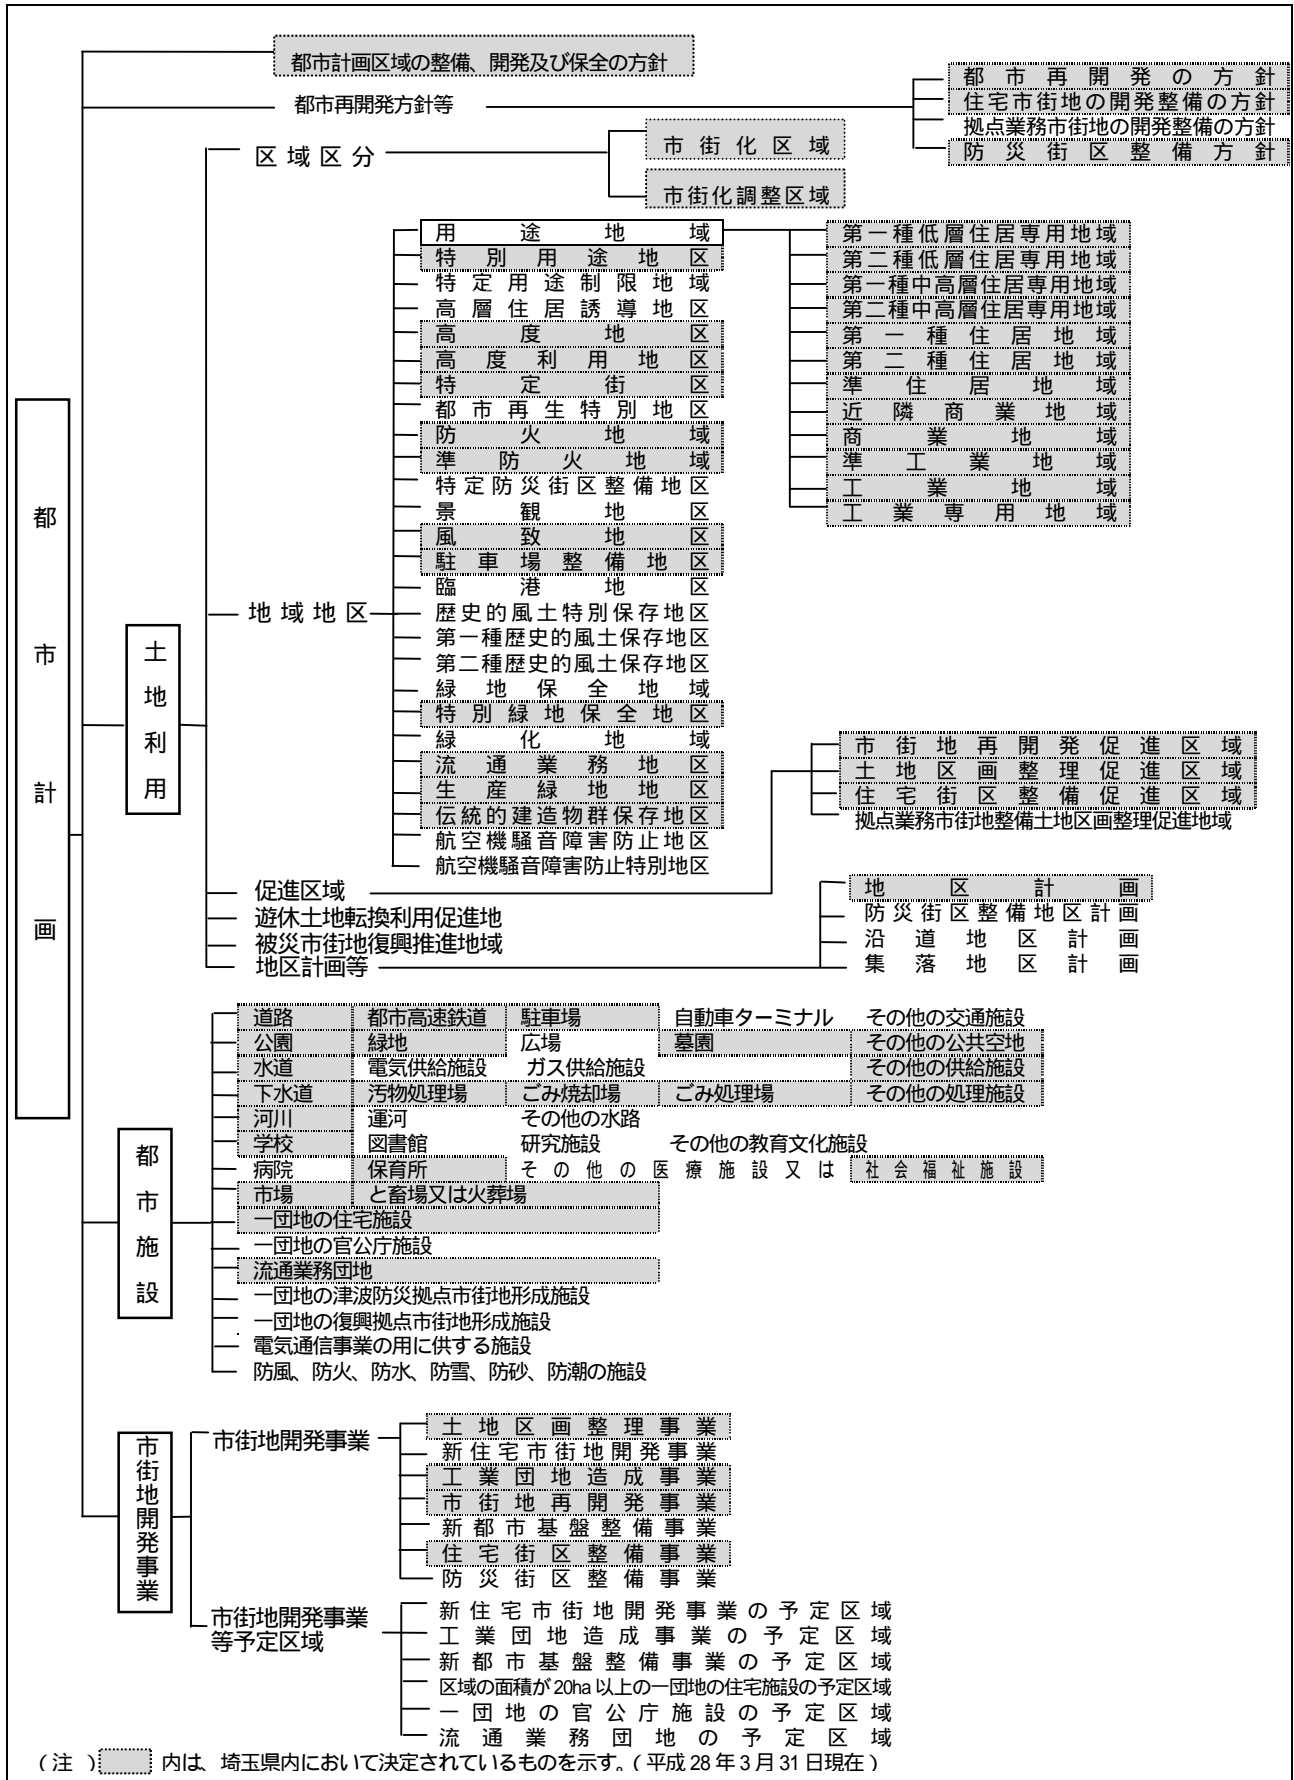 都市計画区域の整備、開発及び保全の方針
都市再開発方針等
都市再開発の方針
住宅市街地の開発整備の方針
拠点業務市街地の開発整備の方針
防災街区整備方針
区域区分
市街化区域
市街化調整区域
用途地域
特別用途地区
特定用途制限地域
高層住居誘導地区
高度地区
高度利用地区
特定街区
都市再生特別地区
防火地域
準防火地域
特定防災街区整備地区
景観地区
風致地区
駐車場整備地区
臨港地区
歴史的風土特別保存地区
第一種歴史的風土保存地区
第二種歴史的風土保存地区
緑地保全地域
特別緑地保全地区
緑化地域
流通業務地区
生産緑地地区
伝統的建造物群保存地区
航空機騒音障害防止地区
航空機騒音障害防止特別地区
第一種低層住居専用地域
第二種低層住居専用地域
第一種中高層住居専用地域
第二種中高層住居専用地域
第一種住居地域
第二種住居地域
準住居地域
近隣商業地域
商業地域
準工業地域
工業地域
工業専用地域
都市計画
土地利用
地域地区
市街地再開発促進区域
土地区画整理促進区域
住宅街区整備促進区域
拠点業務市街地整備土地区画整理促進地域
促進区域
遊休土地転換利用促進地
被災市街地復興推進地域
地区計画等
地区計画
防災街区整備地区計画
沿道地区計画
集落地区計画
都市施設
道路 都市高速鉄道 駐車場 自動車ターミナル その他の交通施設
公園 緑地 広場 墓園 その他の公共空地
水道 電気供給施設 ガス供給施設 その他の供給施設
下水道 汚物処理場 ごみ焼却場 ごみ処理場 その他の処理施設
河川 運河 その他の水路
学校 図書館 研究施設 その他の教育文化施設
病院 保育所 その他の医療施設又は 社会福祉施設
市場 と畜場又は火葬場
一団地の住宅施設
一団地の官公庁施設
流通業務団地
一団地の津波防災拠点市街地形成施設
一団地の復興拠点市街地形成施設
電気通信事業の用に供する施設
防風、防火、防水、防雪、防砂、防潮の施設
市街地開発事業
市街地開発事業
土地区画整理事業
新住宅市街地開発事業
工業団地造成事業
市街地再開発事業
新都市基盤整備事業
住宅街区整備事業
防災街区整備事業
市街地開発事業
等予定区域
新住宅市街地開発事業の予定区域
工業団地造成事業の予定区域
新都市基盤整備事業の予定区域
区域の面積が20ha以上の一団地の住宅施設の予定区域
一団地の官公庁施設の予定区域
流通業務団地の予定区域
(注) 内は、埼玉県内において決定されているものを示す。(平成28年3月31日現在)